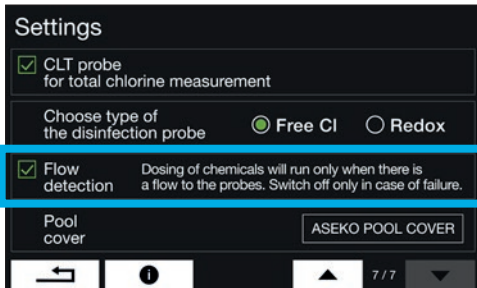 Settings
CLT probe
for total chlorine measurement
Choose type of
the disinfection probe
Free Cl
Redox
Flow
detection
Dosing of chemicals will run only when there is
a flow to the probes. Switch off only in case of failure.
Pool
cover
ASEKO POOL COVER
7/7